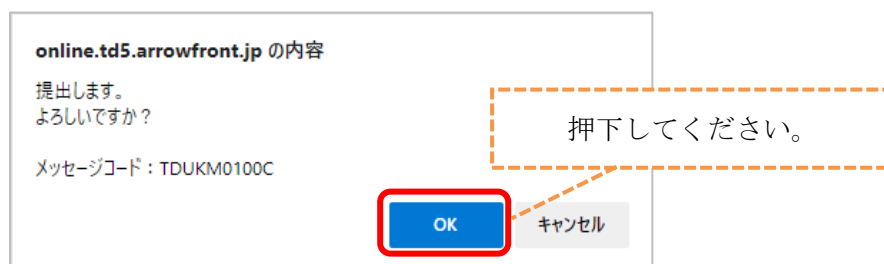 online.td5.arrowfront.jp の内容
提出します。
よろしいですか？
押下してください。
メッセージコード：TDUKM0100C
OK
キャンセル